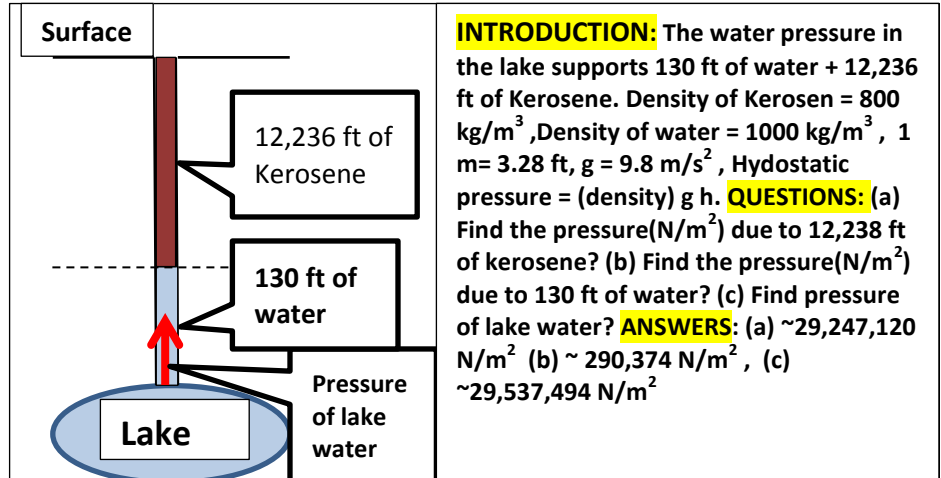 Surface
12,236 ft of
Kerosene
130 ft of
water
Pressure
of lake
water
Lake
INTRODUCTION: The water pressure in
the lake supports 130 ft of water + 12,236
ft of Kerosene. Density of Kerosen = 800
kg/m³ ,Density of water = 1000 kg/m³ , 1
m= 3.28 ft, g = 9.8 m/s² , Hydostatic
pressure = (density) g h. QUESTIONS: (a)
Find the pressure(N/m²) due to 12,238 ft
of kerosene? (b) Find the pressure(N/m²)
due to 130 ft of water? (c) Find pressure
of lake water? ANSWERS: (a) ~29,247,120
N/m² (b) ~ 290,374 N/m² , (c)
~29,537,494 N/m²